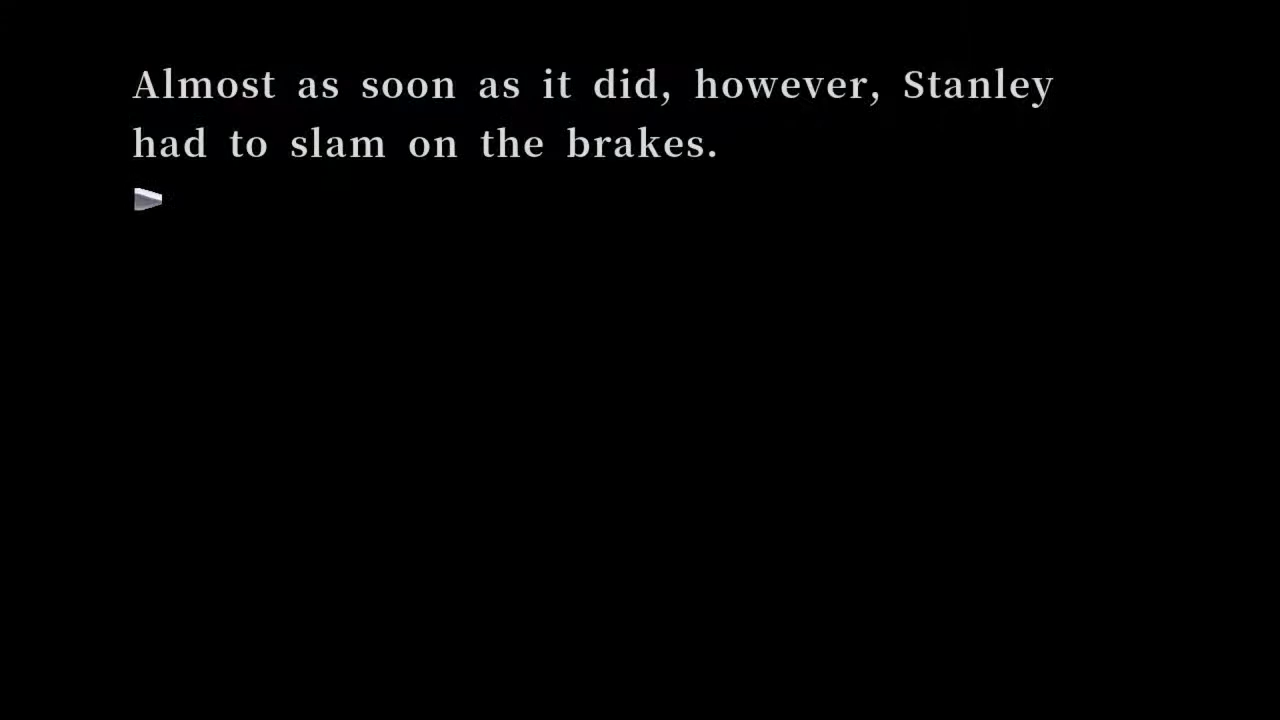 Almost as soon as it did, however, Stanley
had to slam on the brakes.